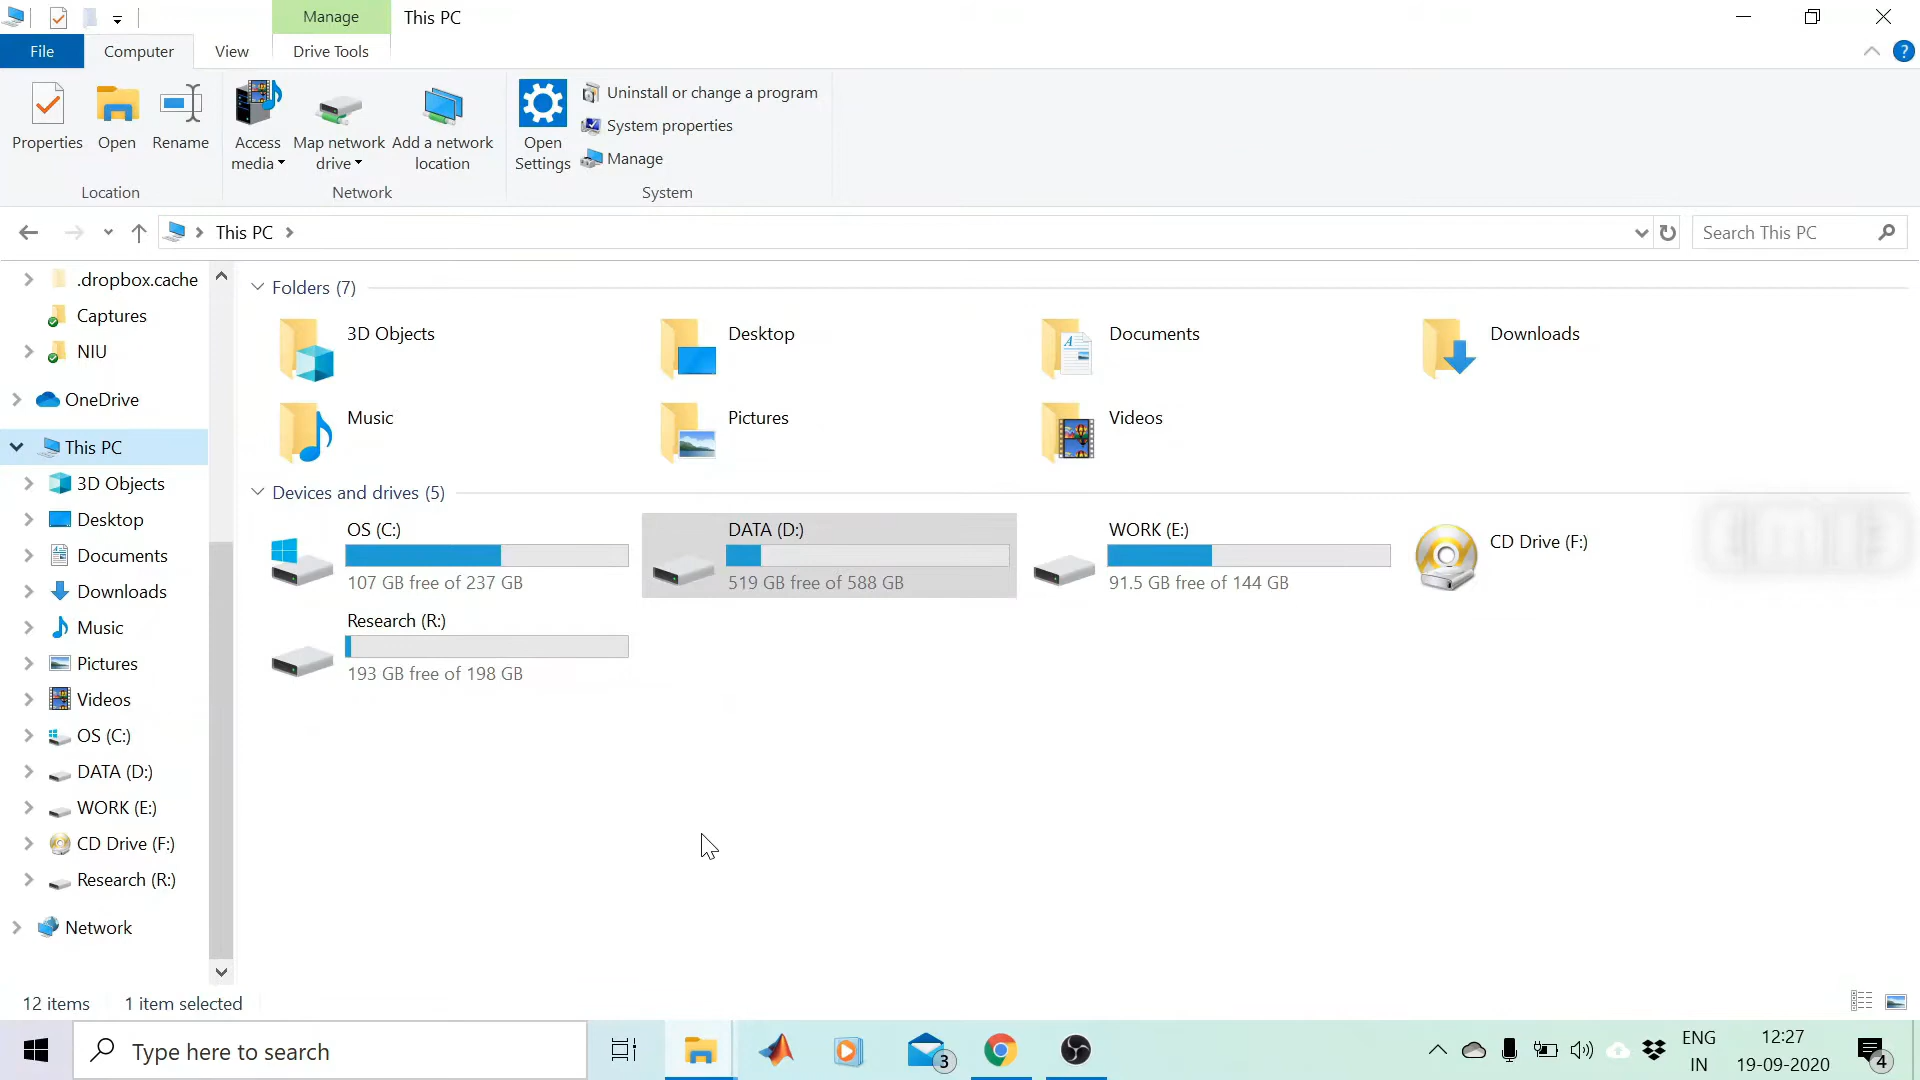 Manage
This PC
File
Computer
View
Drive Tools
Properties
Open
Rename
Access media
Map network drive
Add a network location
Open Settings
Uninstall or change a program
System properties
Manage
Location
Network
System
This PC
Search This PC
.dropbox.cache
Captures
NIU
OneDrive
This PC
3D Objects
Desktop
Documents
Downloads
Music
Pictures
Videos
OS (C:)
DATA (D:)
WORK (E:)
CD Drive (F:)
Research (R:)
Network
Folders (7)
3D Objects
Desktop
Documents
Downloads
Music
Pictures
Videos
Devices and drives (5)
OS (C:)
107 GB free of 237 GB
DATA (D:)
519 GB free of 588 GB
WORK (E:)
91.5 GB free of 144 GB
CD Drive (F:)
Research (R:)
193 GB free of 198 GB
12 items
1 item selected
Type here to search
3
ENG
IN
12:27
19-09-2020
4